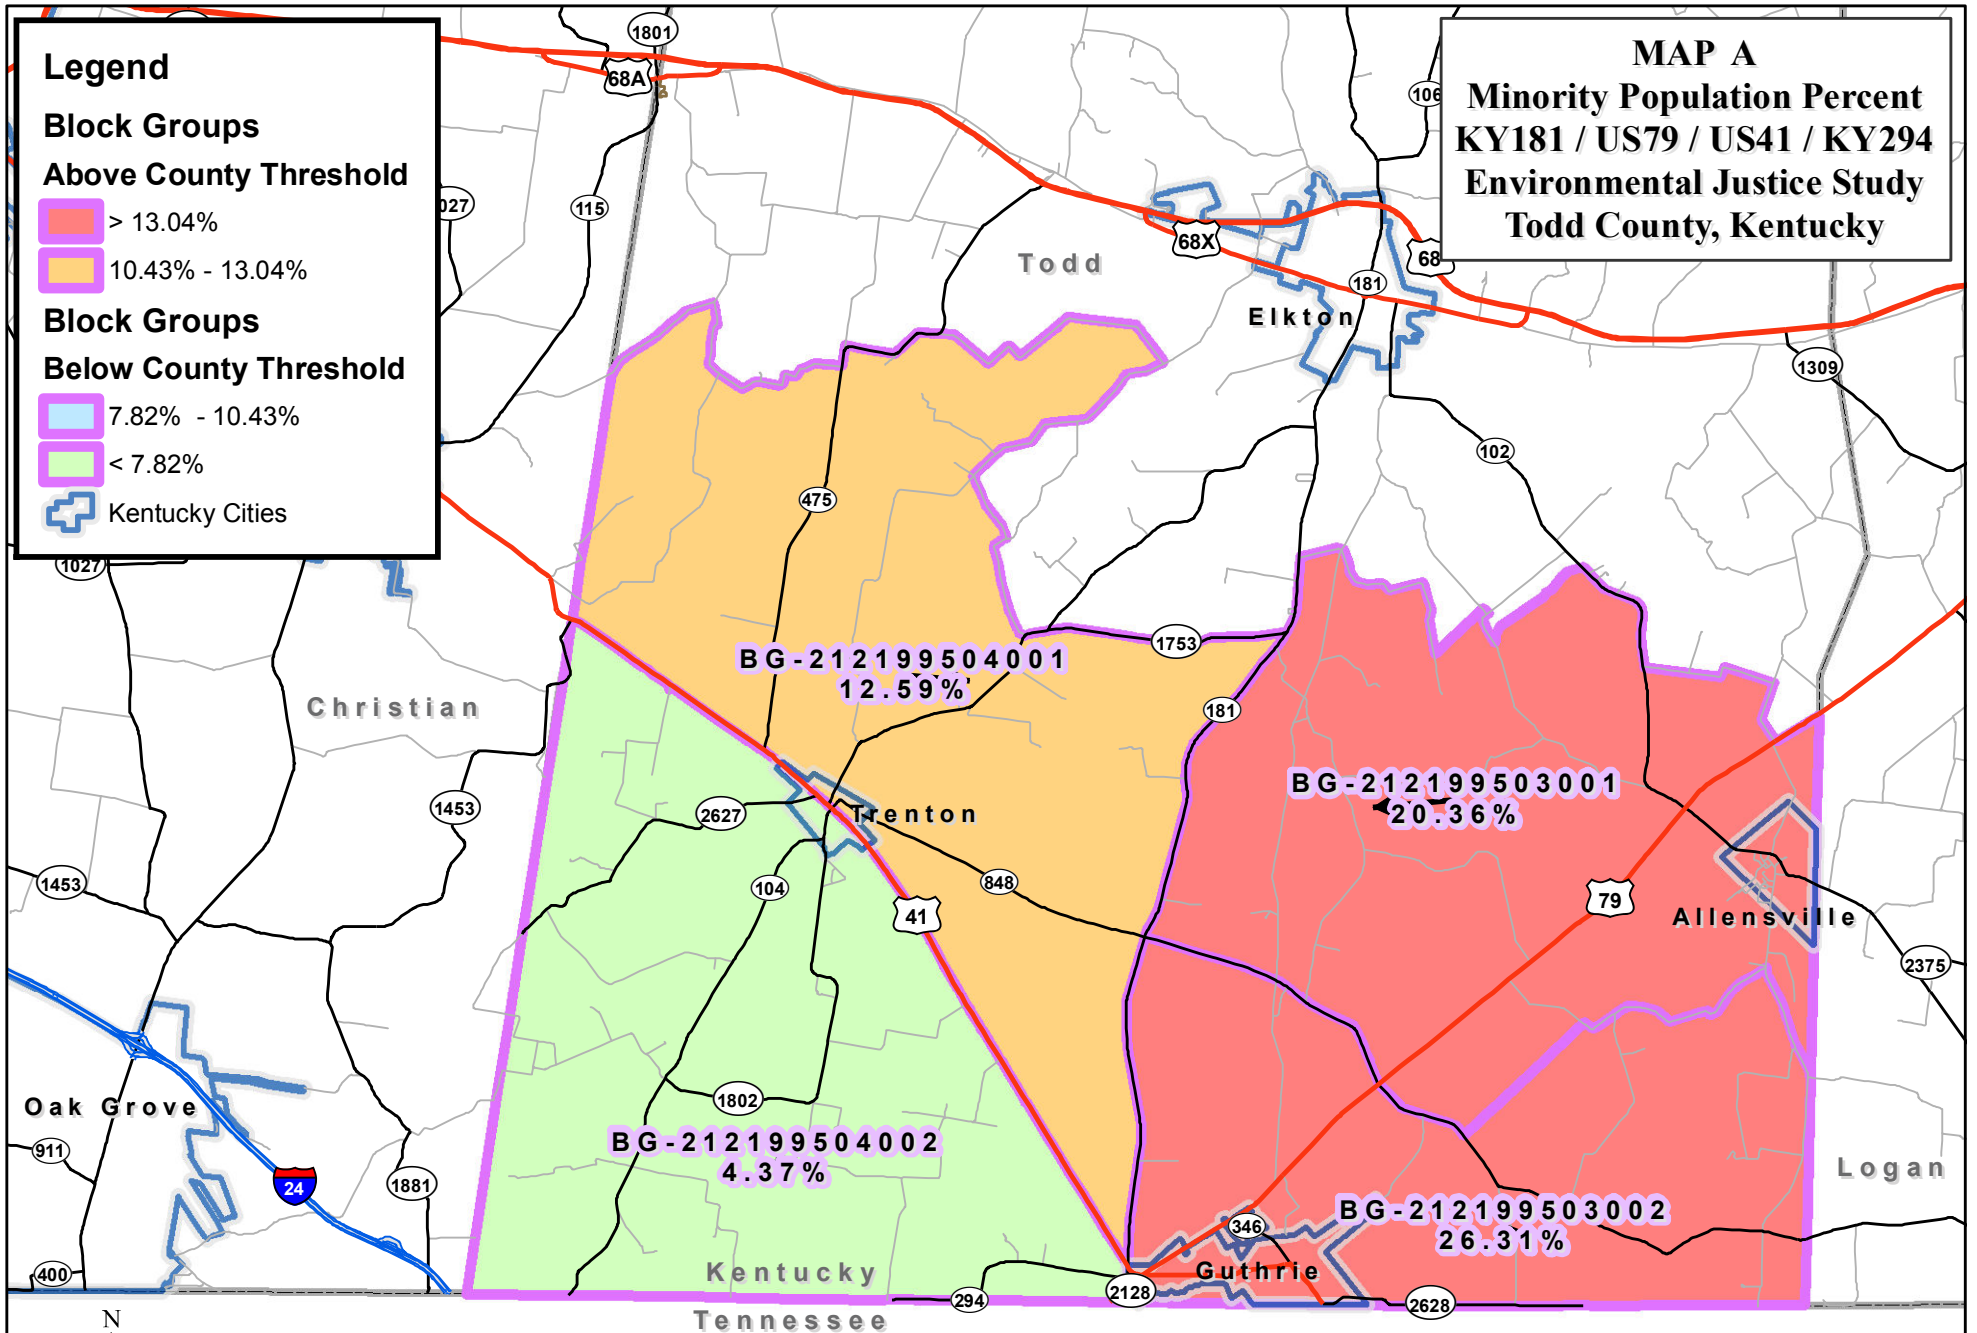 Legend
Block Groups
Above County Threshold
> 13.04%
10.43% - 13.04%
Block Groups
Below County Threshold
7.82% - 10.43%
< 7.82%
Kentucky Cities
MAP A
Minority Population Percent
KY181 / US79 / US41 / KY294
Environmental Justice Study
Todd County, Kentucky
1801
68A
106
027
115
68X
68
Todd
181
Elkton
1309
102
475
1027
1753
BG-212199504001
12.59%
Christian
181
BG-212199503001
20.36%
1453
2627
Trenton
1453
104
848
41
79
Allensville
2375
Oak Grove
1802
911
BG-212199504002
4.37%
24
1881
Logan
BG-212199503002
26.31%
346
400
Kentucky
Guthrie
2128
294
2628
N
Tennessee